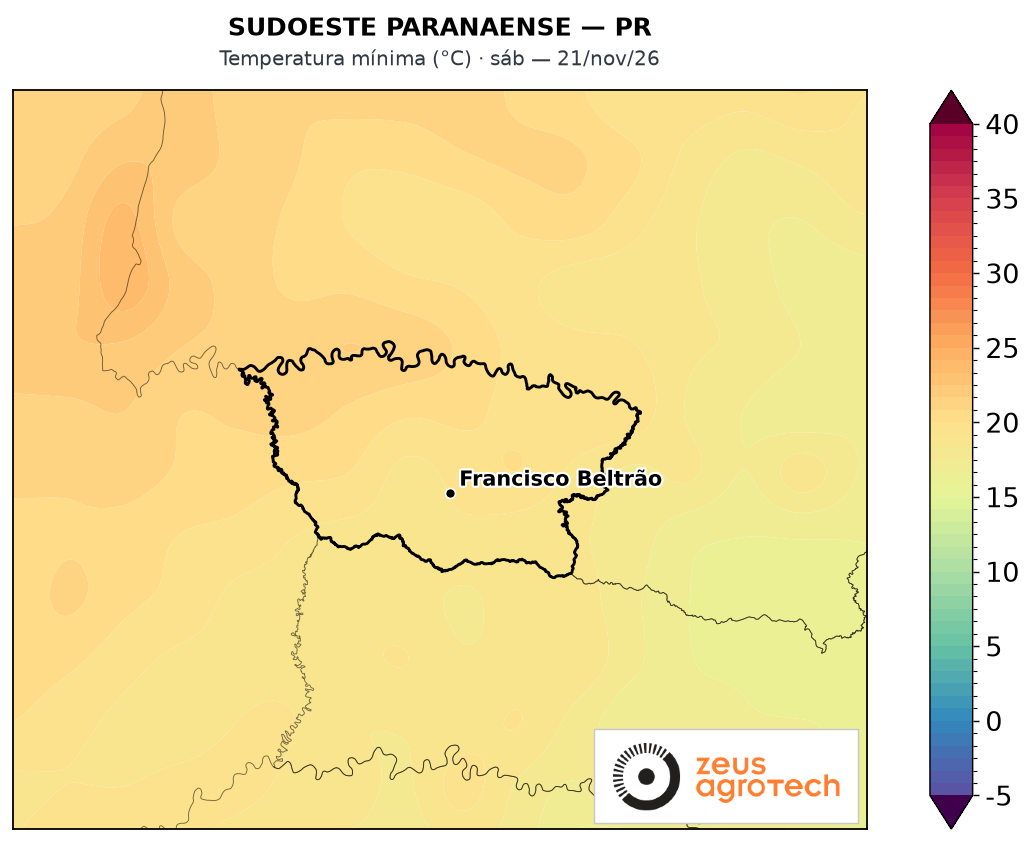 SUDOESTE PARANAENSE — PR
Temperatura mínima (°C) · sáb — 21/nov/26
40
35
30
25
20
15
10
5
0
-5
Francisco Beltrão
zeus
agrotech